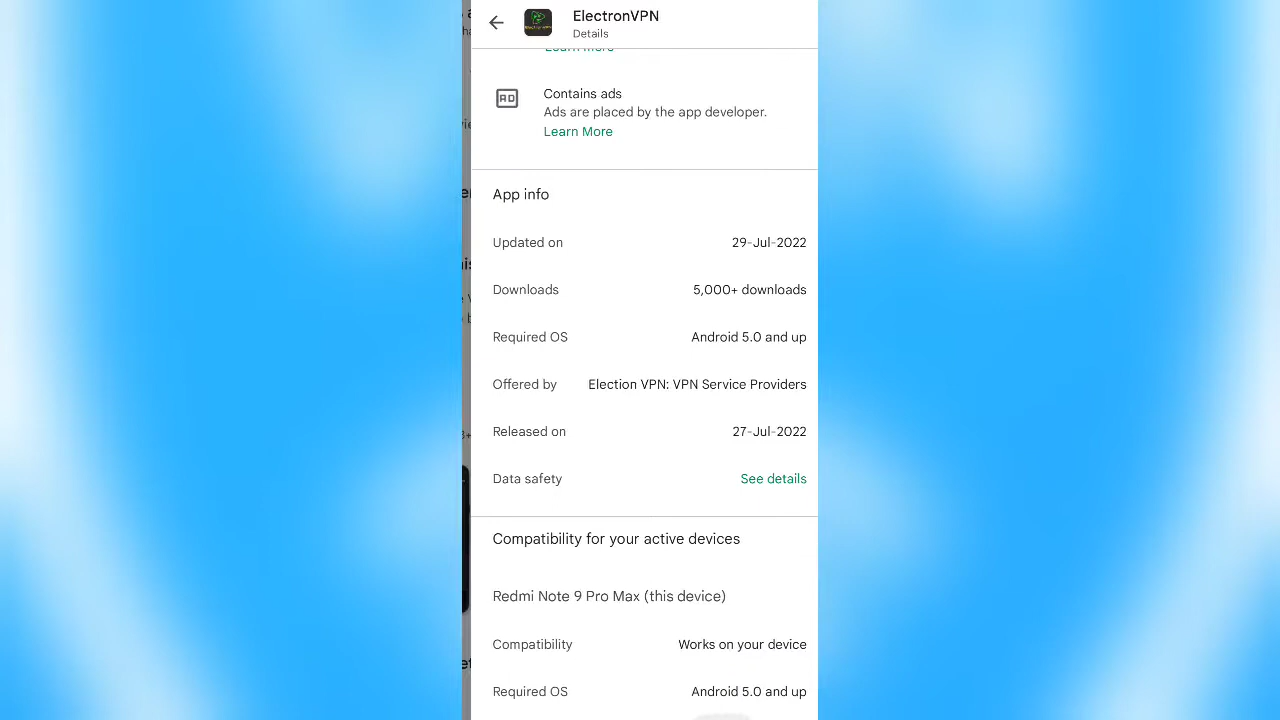 ElectronVPN
Details
Learn more
Contains ads
Ads are placed by the app developer.
Learn More
App info
Updated on 29-Jul-2022
Downloads 5,000+ downloads
Required OS Android 5.0 and up
Offered by Election VPN: VPN Service Providers
Released on 27-Jul-2022
Data safety See details
Compatibility for your active devices
Redmi Note 9 Pro Max (this device)
Compatibility Works on your device
Required OS Android 5.0 and up